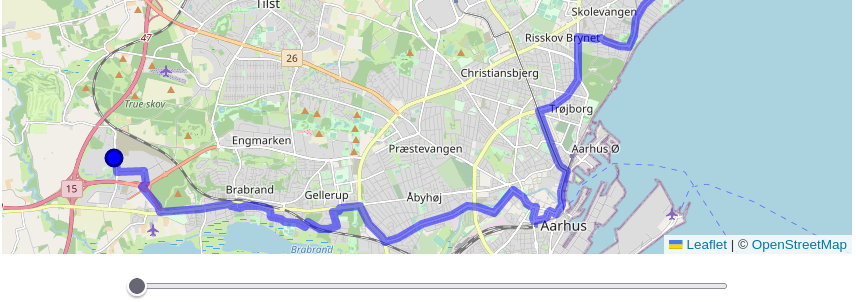 Tilst
Skolevangen
47
Risskov Brynet
26
Christiansbjerg
True skov
Trøjborg
Engmarken
Præstevangen
Aarhus Ø
15
Brabrand
Gellerup
Åbyhøj
Aarhus
Brabrand
Leaflet | © OpenStreetMap